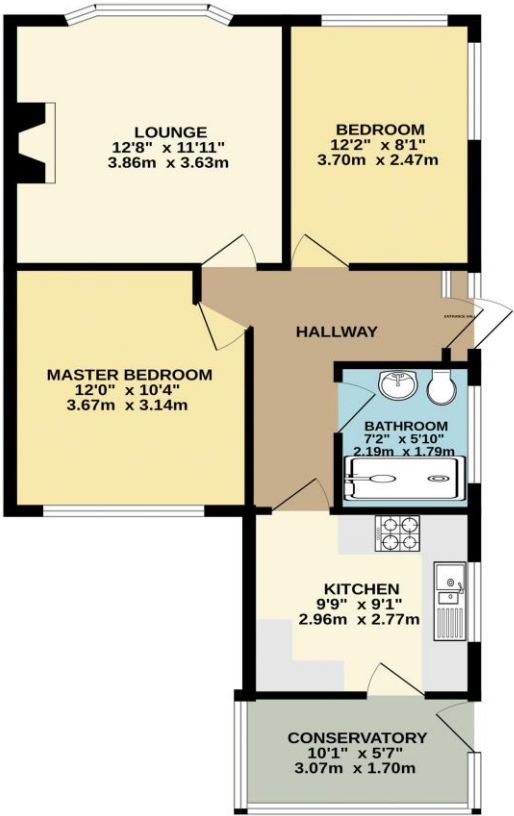 LOUNGE
12'8" x 11'11"
3.86m x 3.63m
BEDROOM
12'2" x 8'1"
3.70m x 2.47m
ENTRANCE HALL
HALLWAY
MASTER BEDROOM
12'0" x 10'4"
3.67m x 3.14m
BATHROOM
7'2" x 5'10"
2.19m x 1.79m
KITCHEN
9'9" x 9'1"
2.96m x 2.77m
CONSERVATORY
10'1" x 5'7"
3.07m x 1.70m